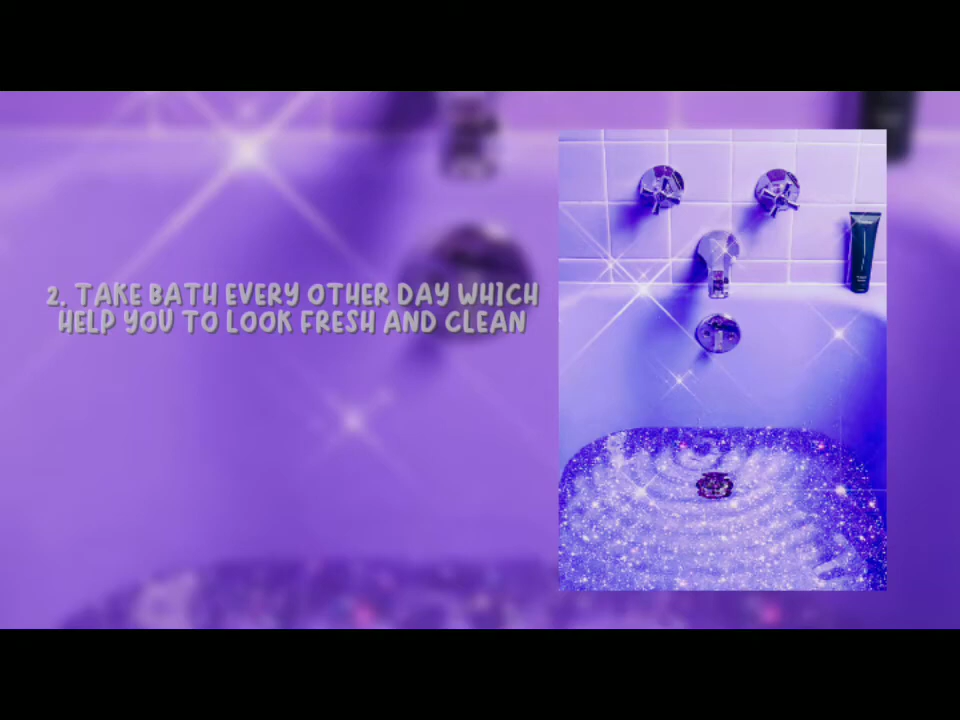 2. TAKE BATH EVERY OTHER DAY WHICH
HELP YOU TO LOOK FRESH AND CLEAN